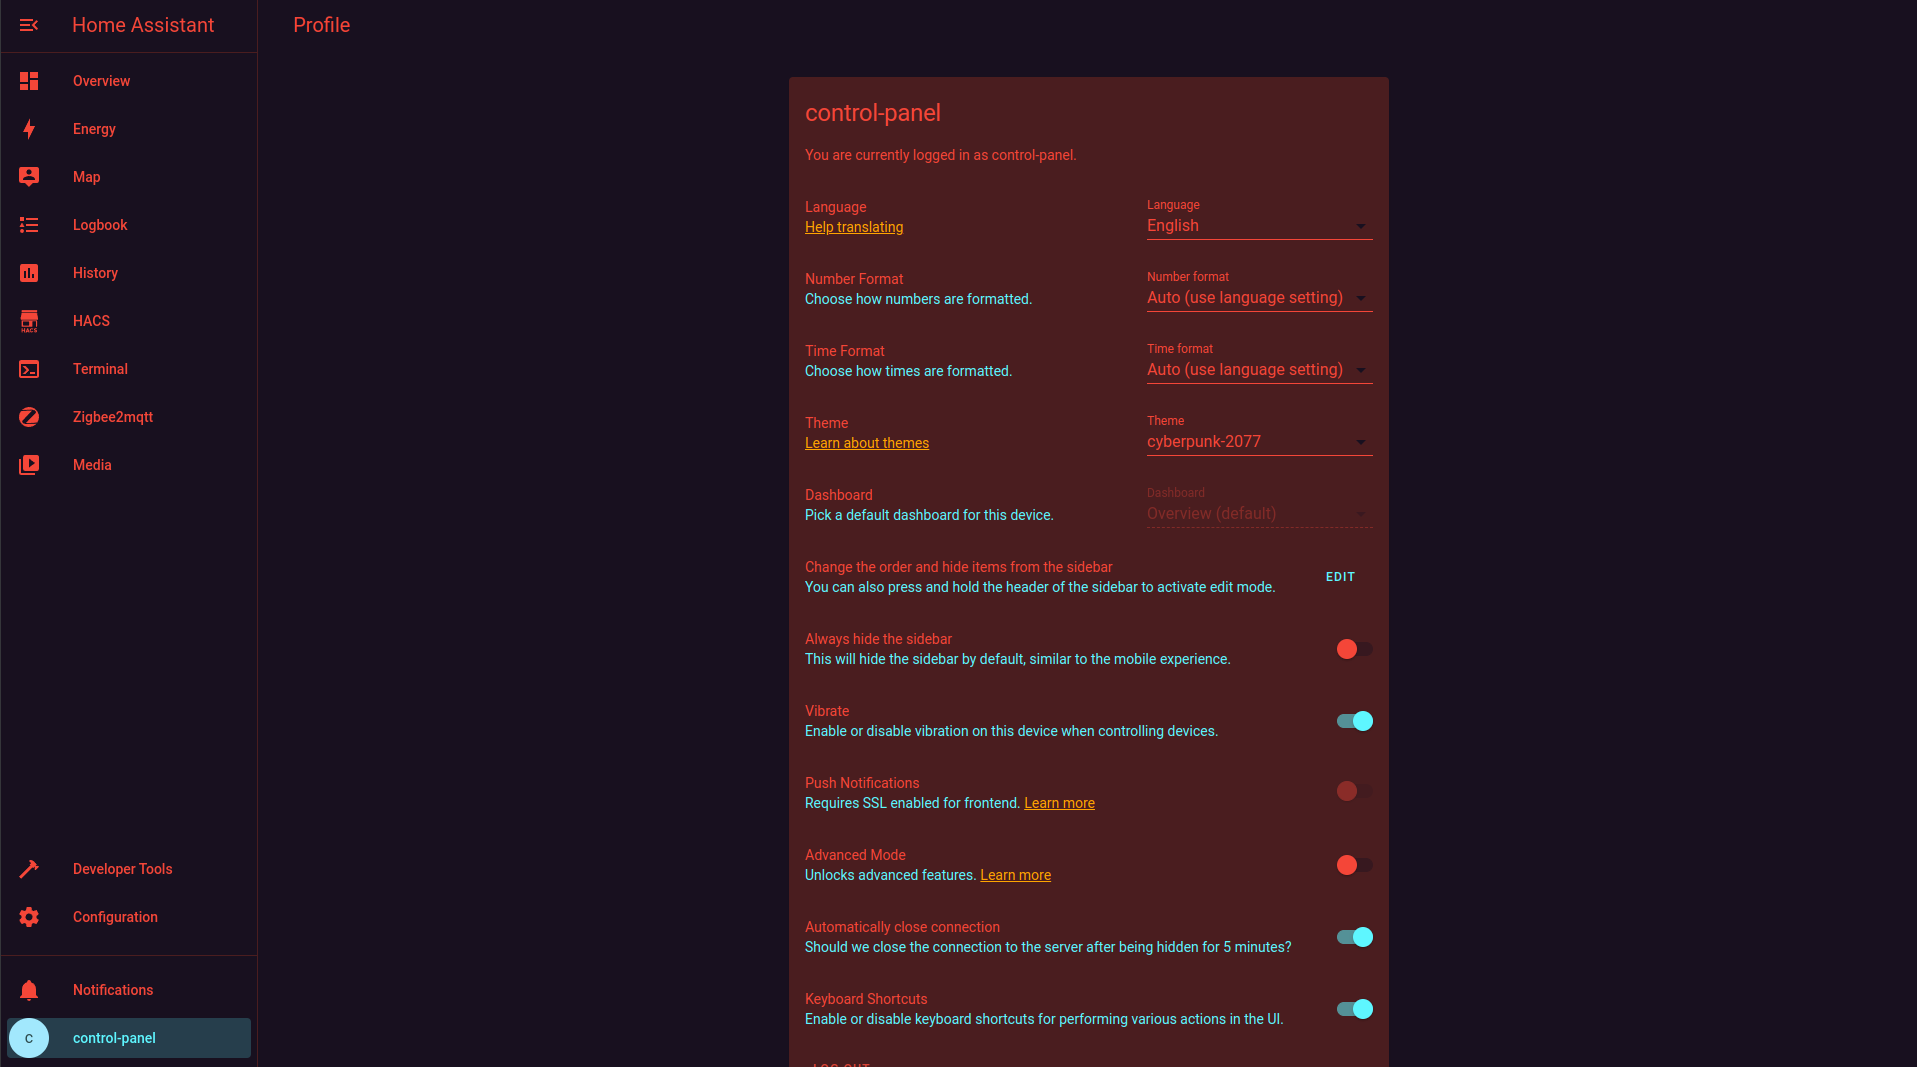 Home Assistant
Overview
Energy
Map
Logbook
History
HACS
HACS
Terminal
Zigbee2mqtt
Media
Developer Tools
Configuration
Notifications
C
control-panel
Profile
control-panel
You are currently logged in as control-panel.
Language
Help translating
Language
English
Number Format
Choose how numbers are formatted.
Number format
Auto (use language setting)
Time Format
Choose how times are formatted.
Time format
Auto (use language setting)
Theme
Learn about themes
Theme
cyberpunk-2077
Dashboard
Pick a default dashboard for this device.
Dashboard
Overview (default)
Change the order and hide items from the sidebar
You can also press and hold the header of the sidebar to activate edit mode.
EDIT
Always hide the sidebar
This will hide the sidebar by default, similar to the mobile experience.
Vibrate
Enable or disable vibration on this device when controlling devices.
Push Notifications
Requires SSL enabled for frontend. Learn more
Advanced Mode
Unlocks advanced features. Learn more
Automatically close connection
Should we close the connection to the server after being hidden for 5 minutes?
Keyboard Shortcuts
Enable or disable keyboard shortcuts for performing various actions in the UI.
LOG OUT